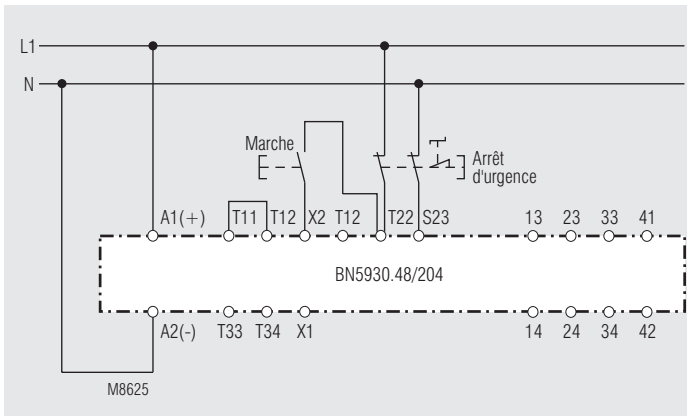 L1
N
Marche
Arrêt
d'urgence
A1(+) T11 T12 X2 T12 T22 S23 13 23 33 41
BN5930.48/204
A2(-) T33 T34 X1 14 24 34 42
M8625